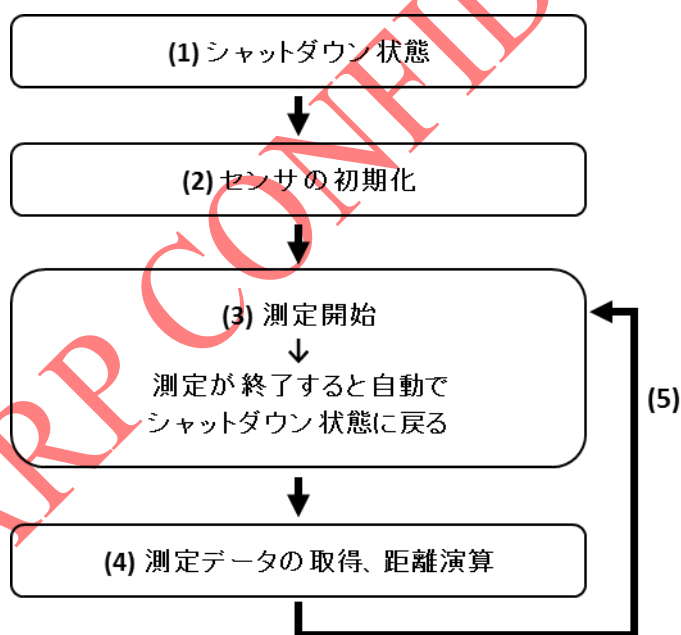 (1) シャットダウン状態
(2) センサの初期化
(3) 測定開始
↓
測定が終了すると自動で
シャットダウン状態に戻る
(5)
(4) 測定データの取得、距離演算
ARP CONFID